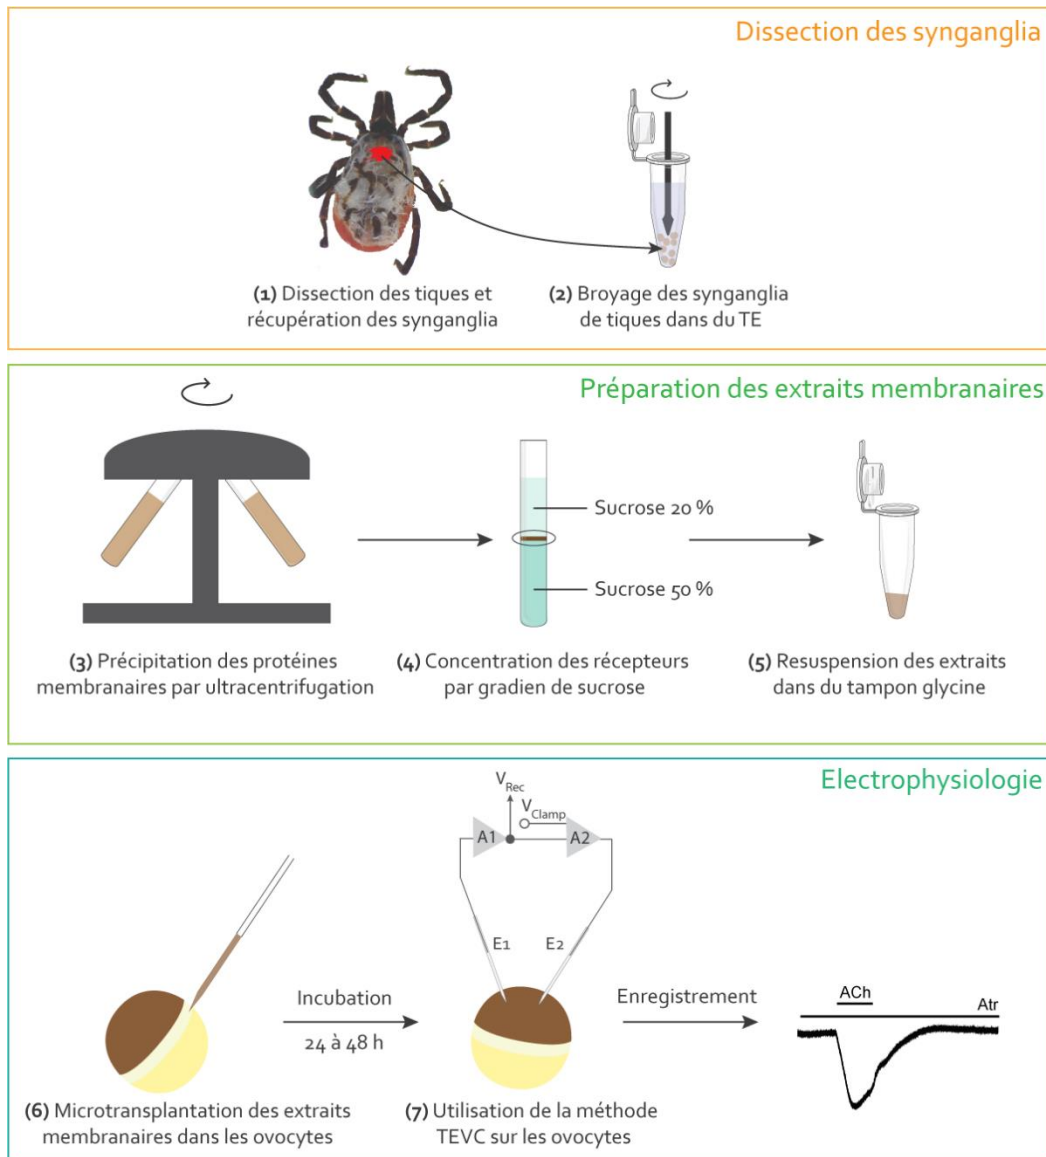 Dissection des synganglia
(1) Dissection des tiques et
récupération des synganglia
(2) Broyage des synganglia
de tiques dans du TE
Préparation des extraits membranaires
Sucrose 20 %
Sucrose 50 %
(3) Précipitation des protéines
membranaires par ultracentrifugation
(4) Concentration des récepteurs
par gradien de sucrose
(5) Resuspension des extraits
dans du tampon glycine
Electrophysiologie
V Rec
V Clamp
A1
A2
E1
E2
Incubation
24 à 48 h
Enregistrement
ACh
Atr
(6) Microtransplantation des extraits
membranaires dans les ovocytes
(7) Utilisation de la méthode
TEVC sur les ovocytes